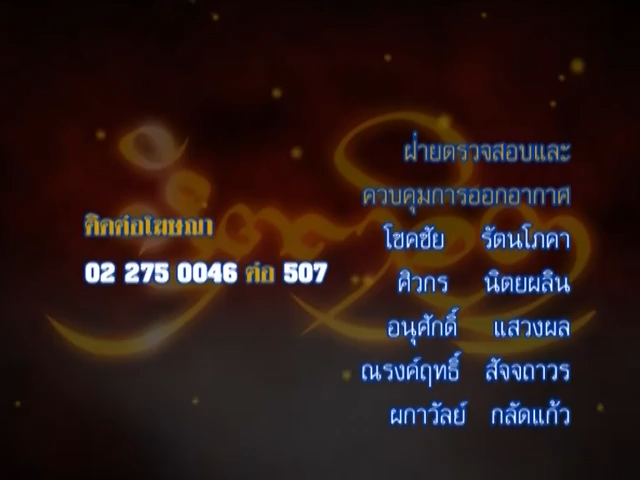 ติดต่อโฆษณา
02 275 0046 ต่อ 507
ฝ่ายตรวจสอบและ
ควบคุมการออกอากาศ
โชคชัย รัตนโภคา
ศิวกร นิตยผลิน
อนุศักดิ์ แสวงผล
ณรงค์ฤทธิ์ สัจจถาวร
ผกาวัลย์ กลัดแก้ว